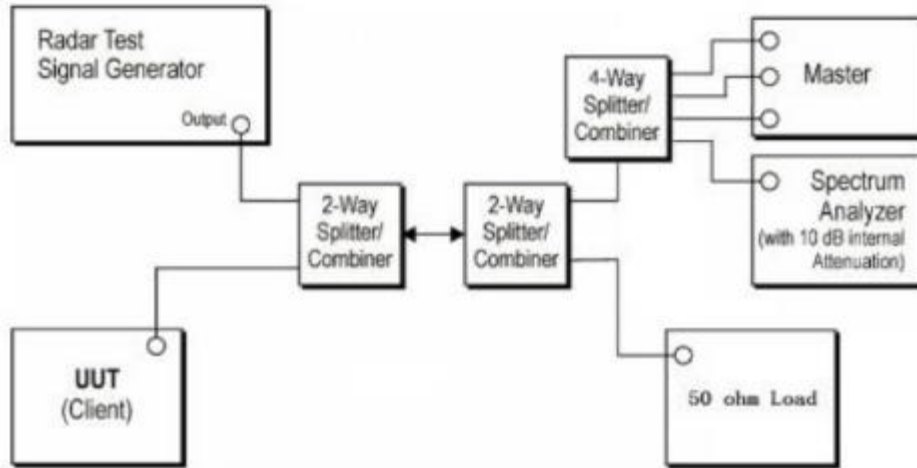 Radar Test
Signal Generator
Output
4-Way
Splitter/
Combiner
Master
2-Way
Splitter/
Combiner
2-Way
Splitter/
Combiner
Spectrum
Analyzer
(with 10 dB internal
Attenuation)
UUT
(Client)
50 ohm Load